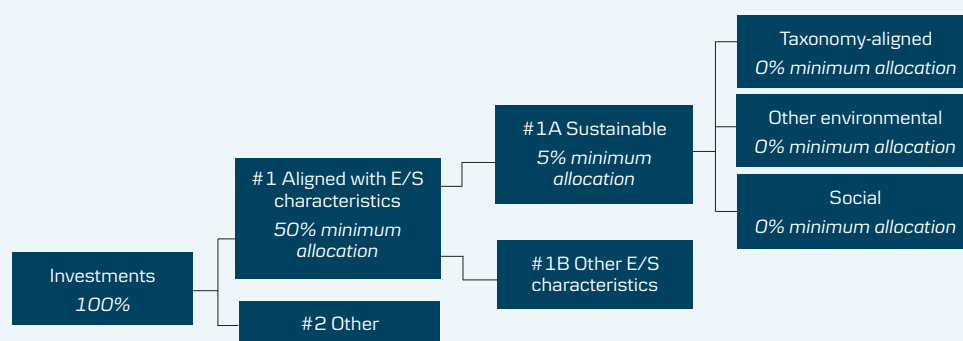 Taxonomy-aligned
0% minimum allocation
Other environmental
0% minimum allocation
Social
0% minimum allocation
#1A Sustainable
5% minimum
allocation
#1 Aligned with E/S
characteristics
50% minimum
allocation
#1B Other E/S
characteristics
Investments
100%
#2 Other